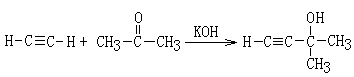 O OH
KOH
H-C≡C-H + CH₃-C-CH₃ → H-C≡C-C-CH₃
CH₃